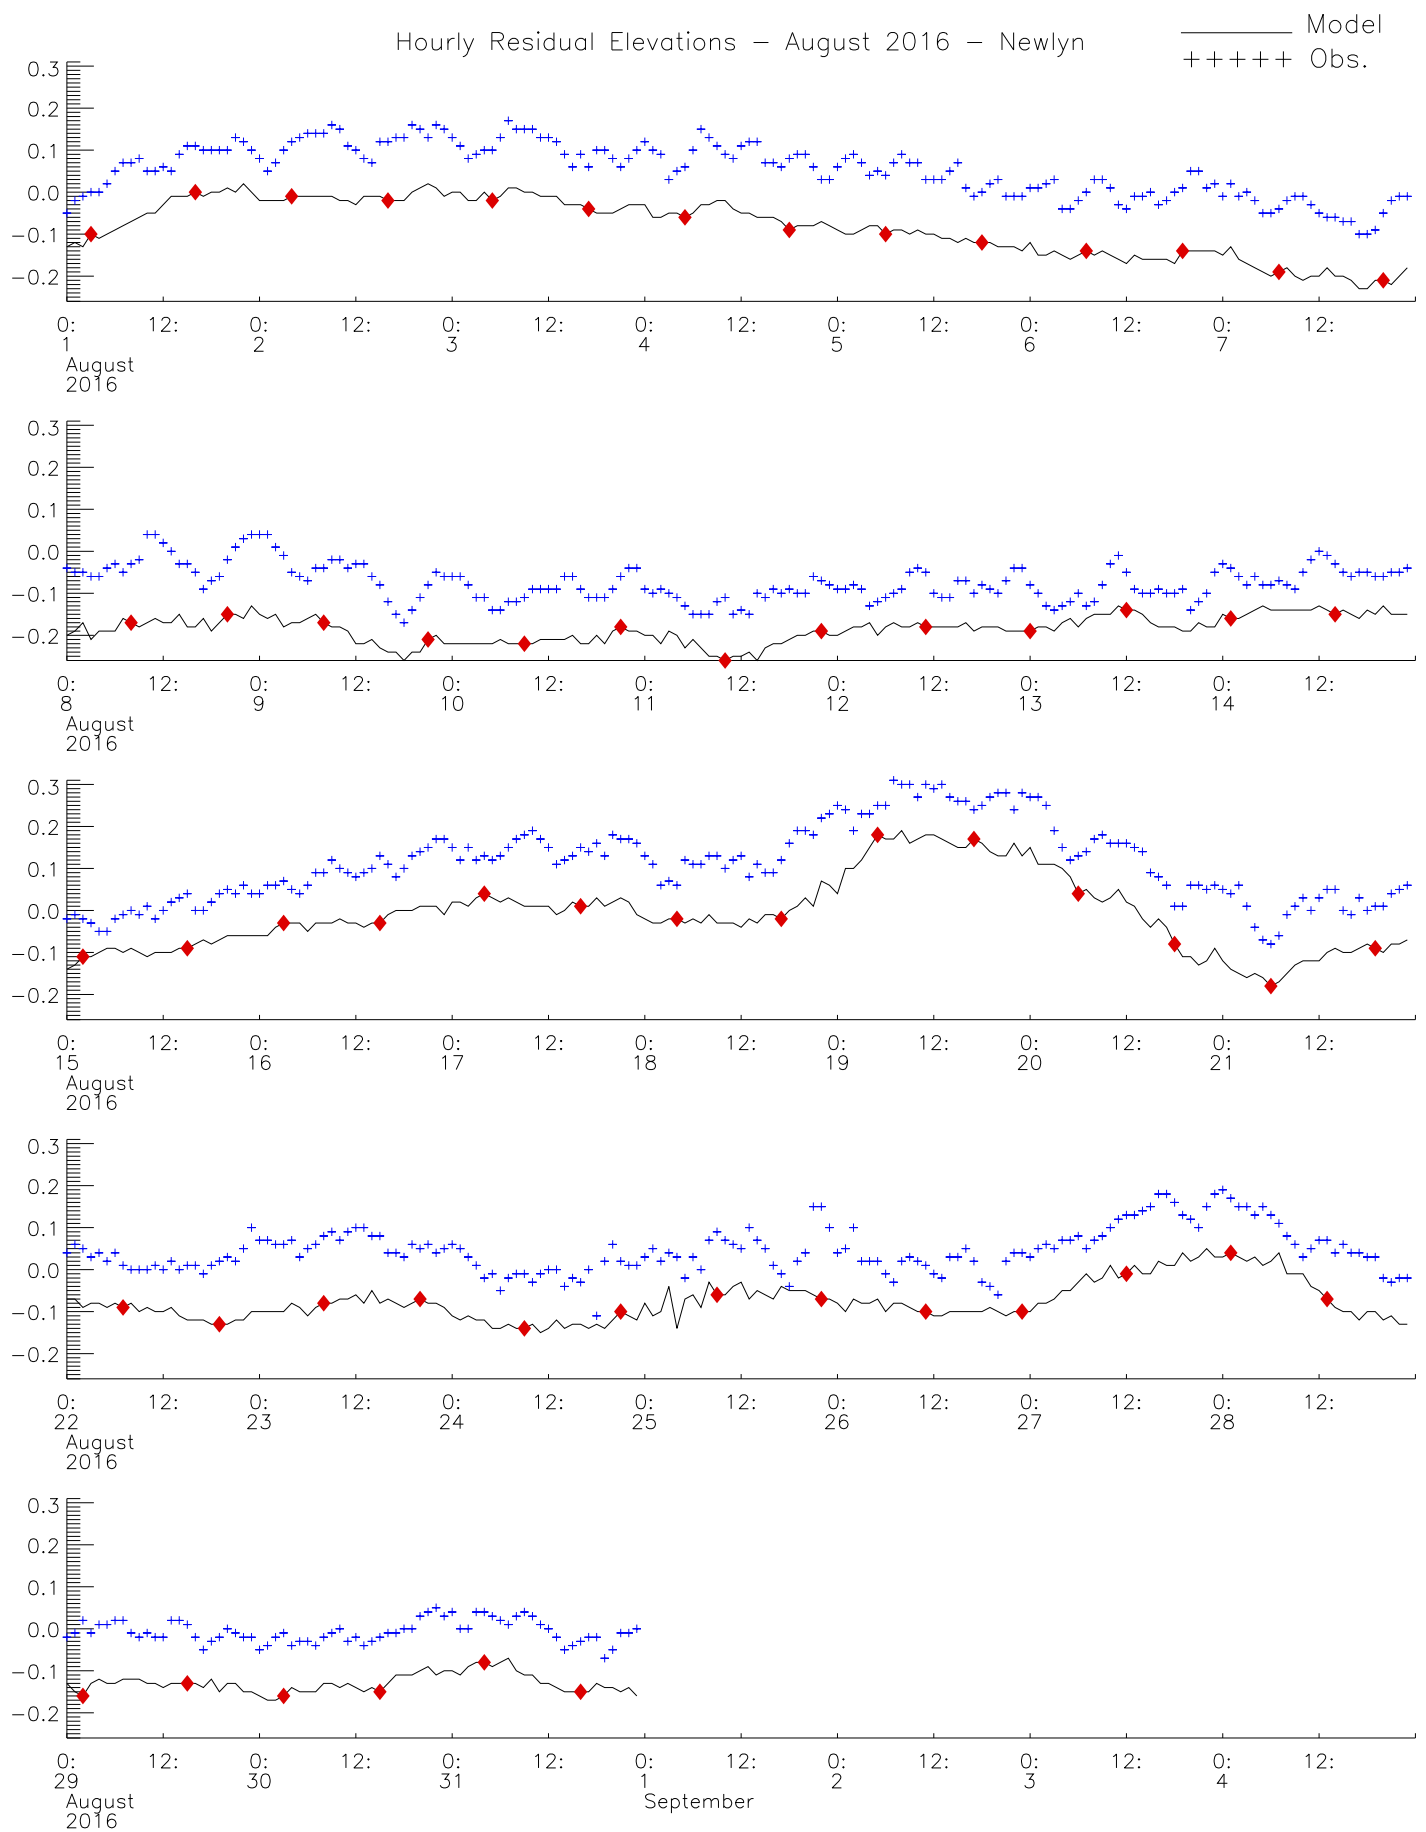 Hourly Residual Elevations – August 2016 – Newlyn
Model
+++++ Obs.
0.3
0.2
0.1
0.0
−0.1
−0.2
0: 12: 0: 12: 0: 12: 0: 12: 0: 12: 0: 12: 0: 12:
1 2 3 4 5 6 7
August
2016
0.3
0.2
0.1
0.0
−0.1
−0.2
0: 12: 0: 12: 0: 12: 0: 12: 0: 12: 0: 12: 0: 12:
8 9 10 11 12 13 14
August
2016
0.3
0.2
0.1
0.0
−0.1
−0.2
0: 12: 0: 12: 0: 12: 0: 12: 0: 12: 0: 12: 0: 12:
15 16 17 18 19 20 21
August
2016
0.3
0.2
0.1
0.0
−0.1
−0.2
0: 12: 0: 12: 0: 12: 0: 12: 0: 12: 0: 12: 0: 12:
22 23 24 25 26 27 28
August
2016
0.3
0.2
0.1
0.0
−0.1
−0.2
0: 12: 0: 12: 0: 12: 0: 12: 0: 12: 0: 12: 0: 12:
29 30 31 1 2 3 4
August September
2016